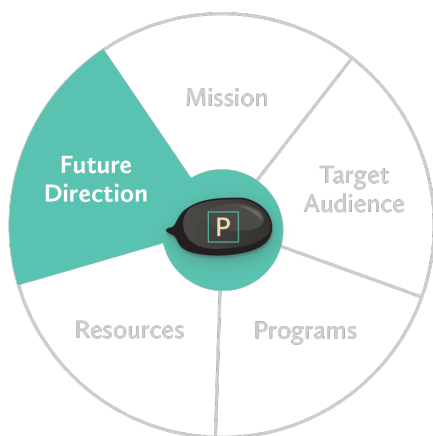 Mission
Future
Direction
Target
Audience
P
Resources
Programs